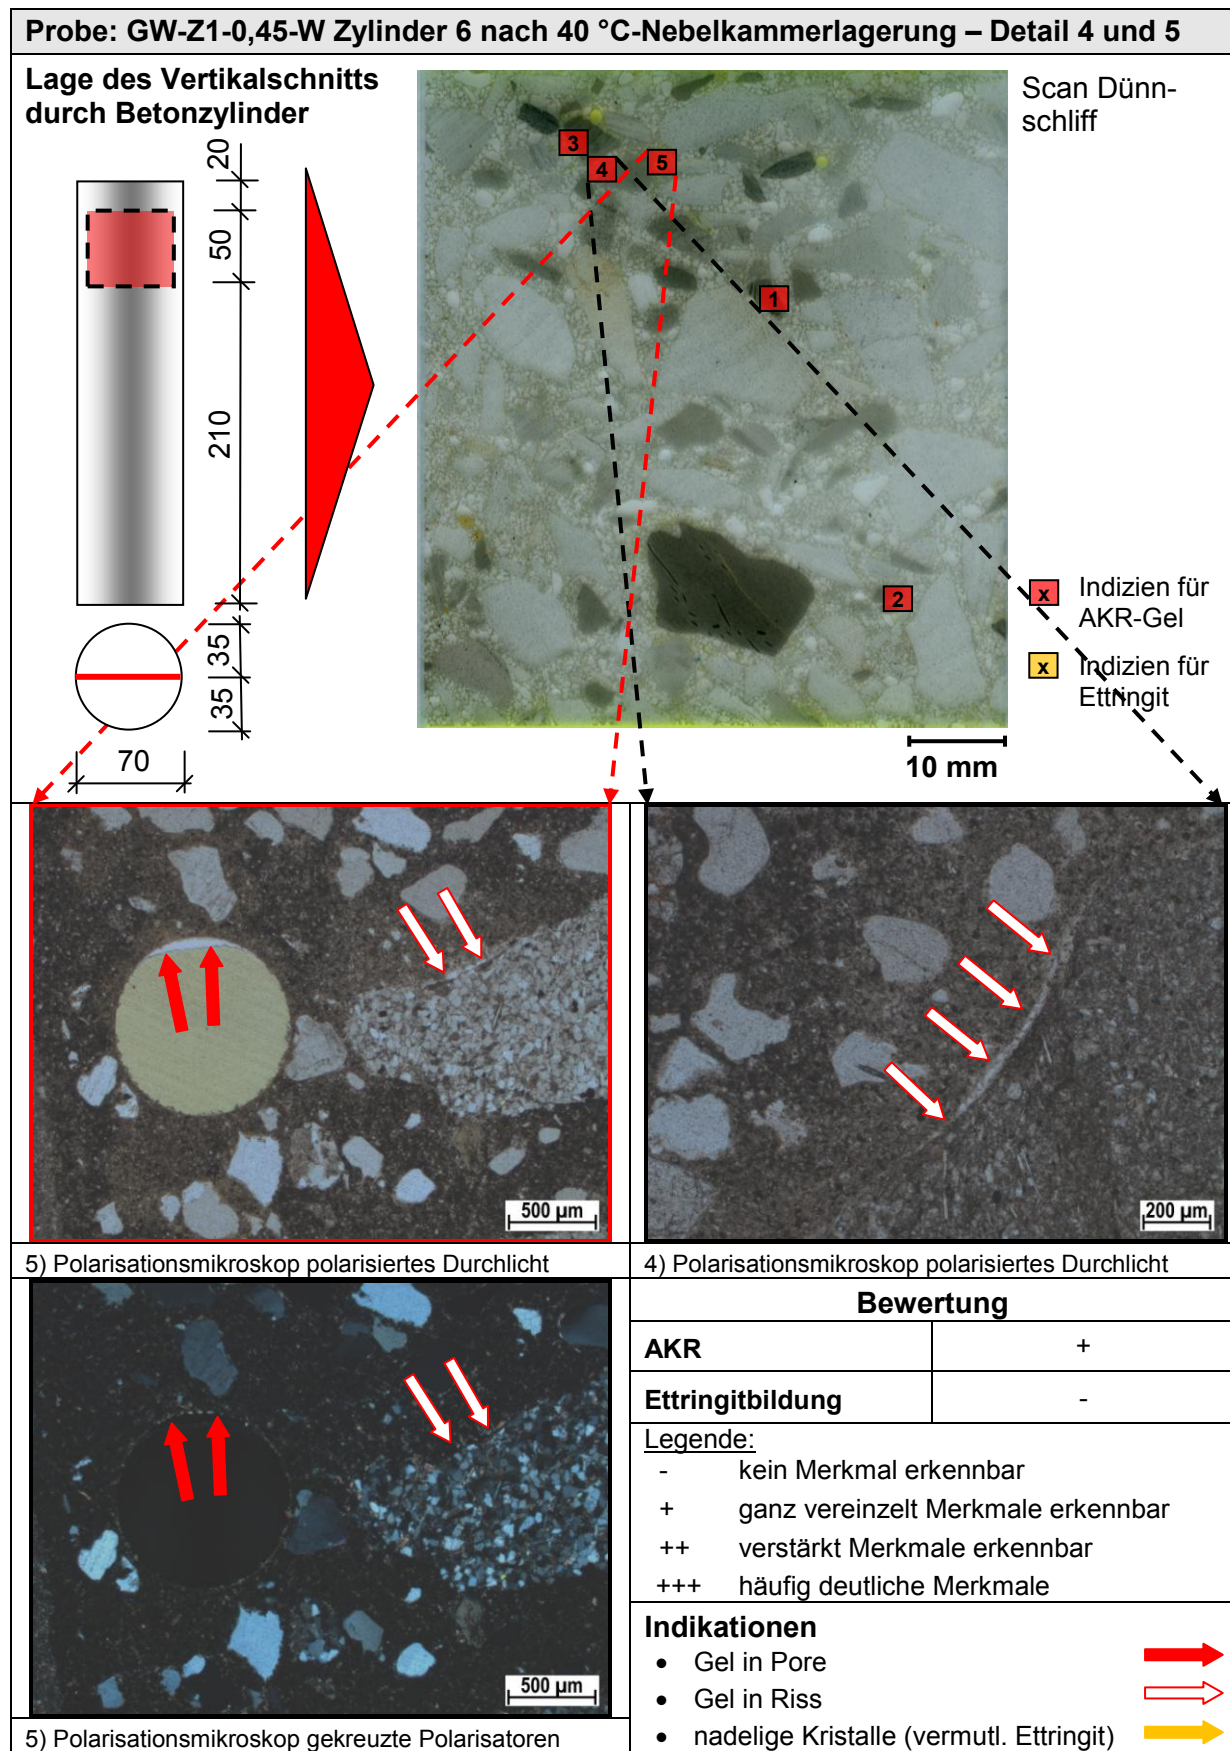 Probe: GW-Z1-0,45-W Zylinder 6 nach 40 °C-Nebelkammerlagerung – Detail 4 und 5
Lage des Vertikalschnitts
durch Betonzylinder
Scan Dünn-
schliff
20
50
210
35
35
70
3
4
5
1
2
x Indizien für
AKR-Gel
x Indizien für
Ettringit
10 mm
500 µm
200 µm
5) Polarisationsmikroskop polarisiertes Durchlicht
4) Polarisationsmikroskop polarisiertes Durchlicht
500 µm
5) Polarisationsmikroskop gekreuzte Polarisatoren
Bewertung
AKR +
Ettringitbildung -
Legende:
- kein Merkmal erkennbar
+ ganz vereinzelt Merkmale erkennbar
++ verstärkt Merkmale erkennbar
+++ häufig deutliche Merkmale
Indikationen
• Gel in Pore
• Gel in Riss
• nadelige Kristalle (vermutl. Ettringit)